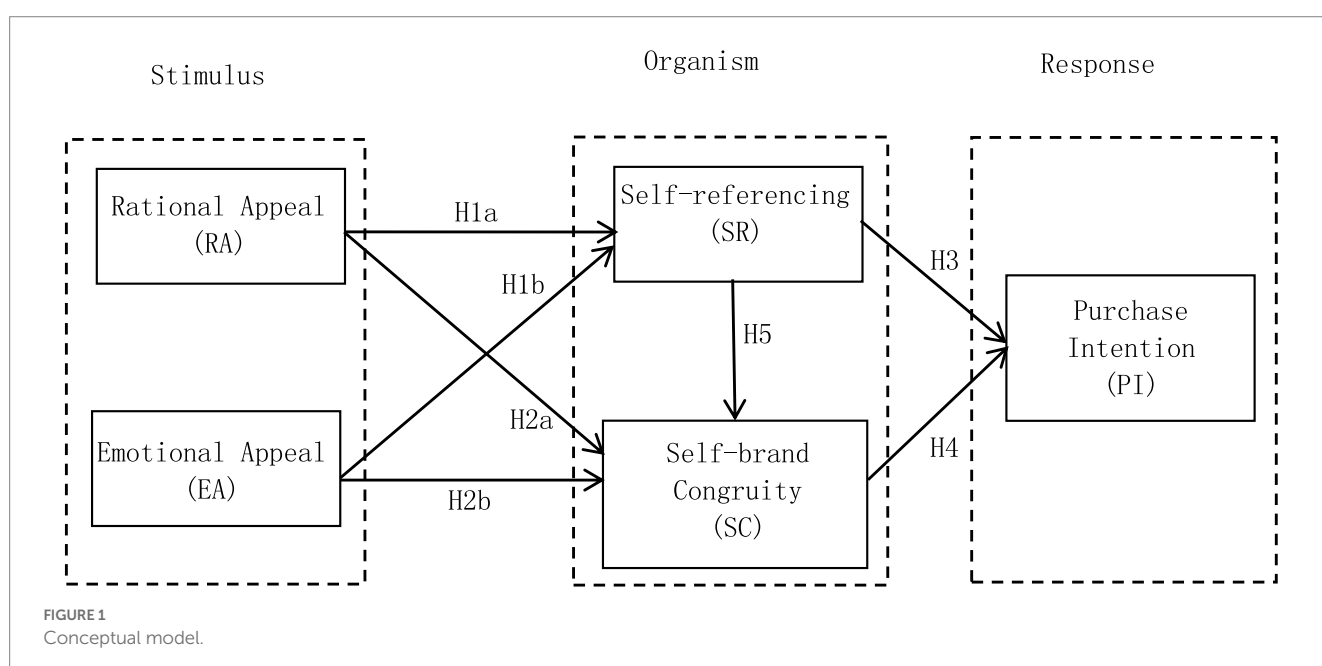 Stimulus
Organism
Response
Rational Appeal
(RA)
H1a
Self-referencing
(SR)
H1b
H3
H5
Purchase
Intention
(PI)
H2a
Emotional Appeal
(EA)
H2b
Self-brand
Congruity
(SC)
H4
FIGURE 1
Conceptual model.